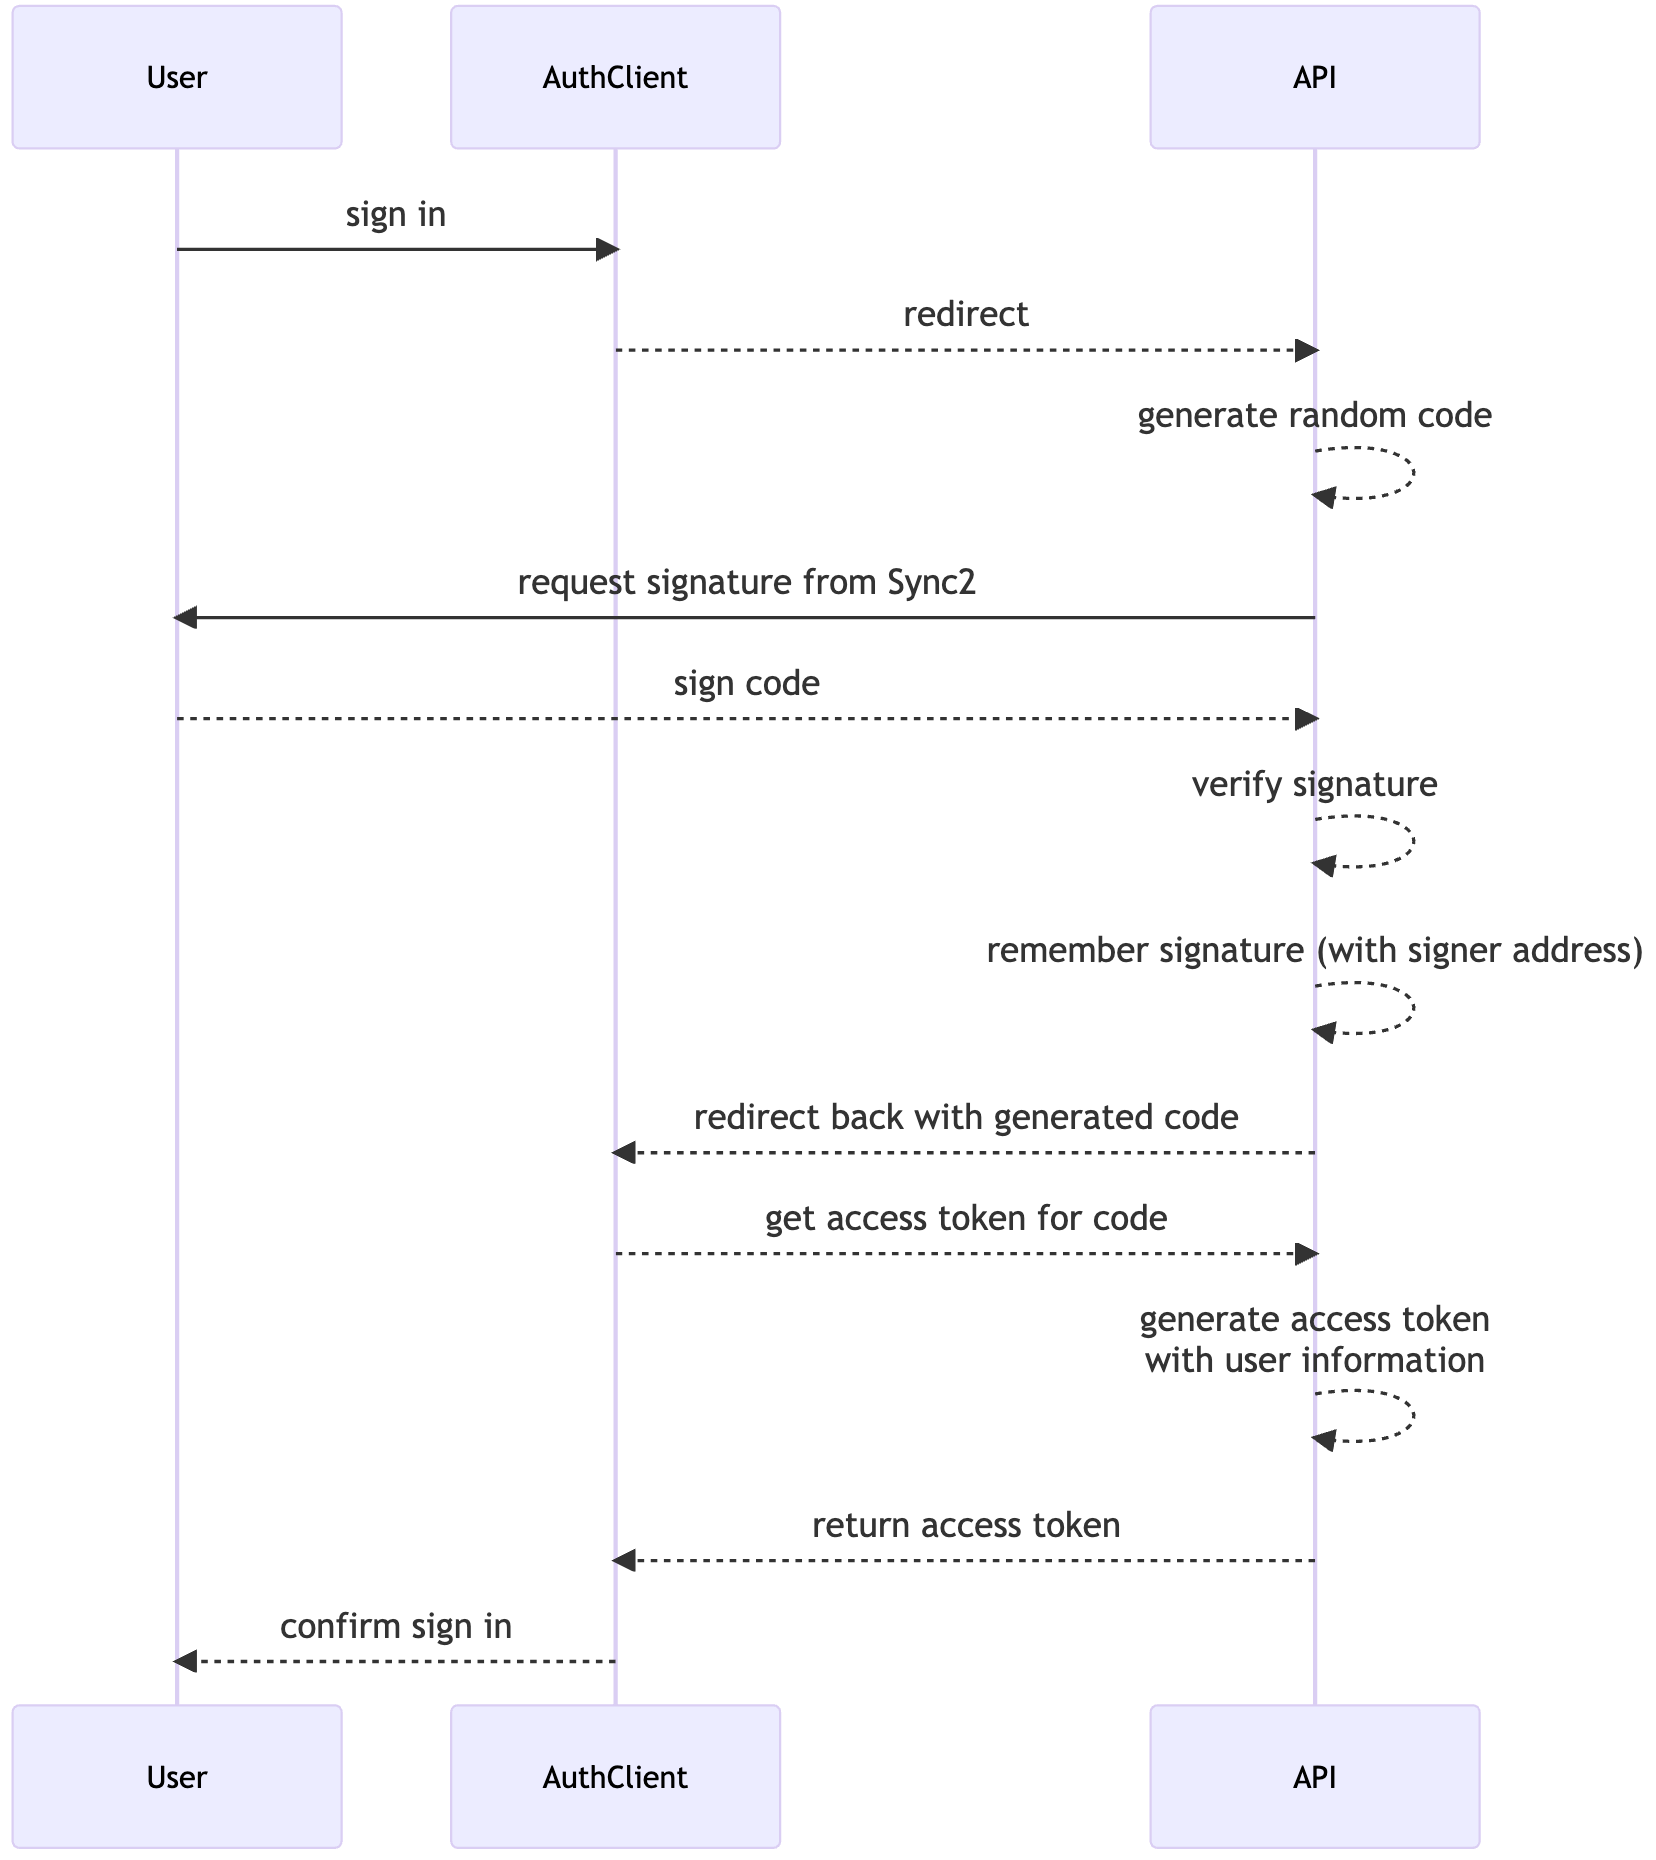 User
AuthClient
API
sign in
redirect
generate random code
request signature from Sync2
sign code
verify signature
remember signature (with signer address)
redirect back with generated code
get access token for code
generate access token
with user information
return access token
confirm sign in
User
AuthClient
API